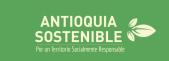 ANTIOQUIA
SOSTENIBLE
Por un Territorio Socialmente Responsable